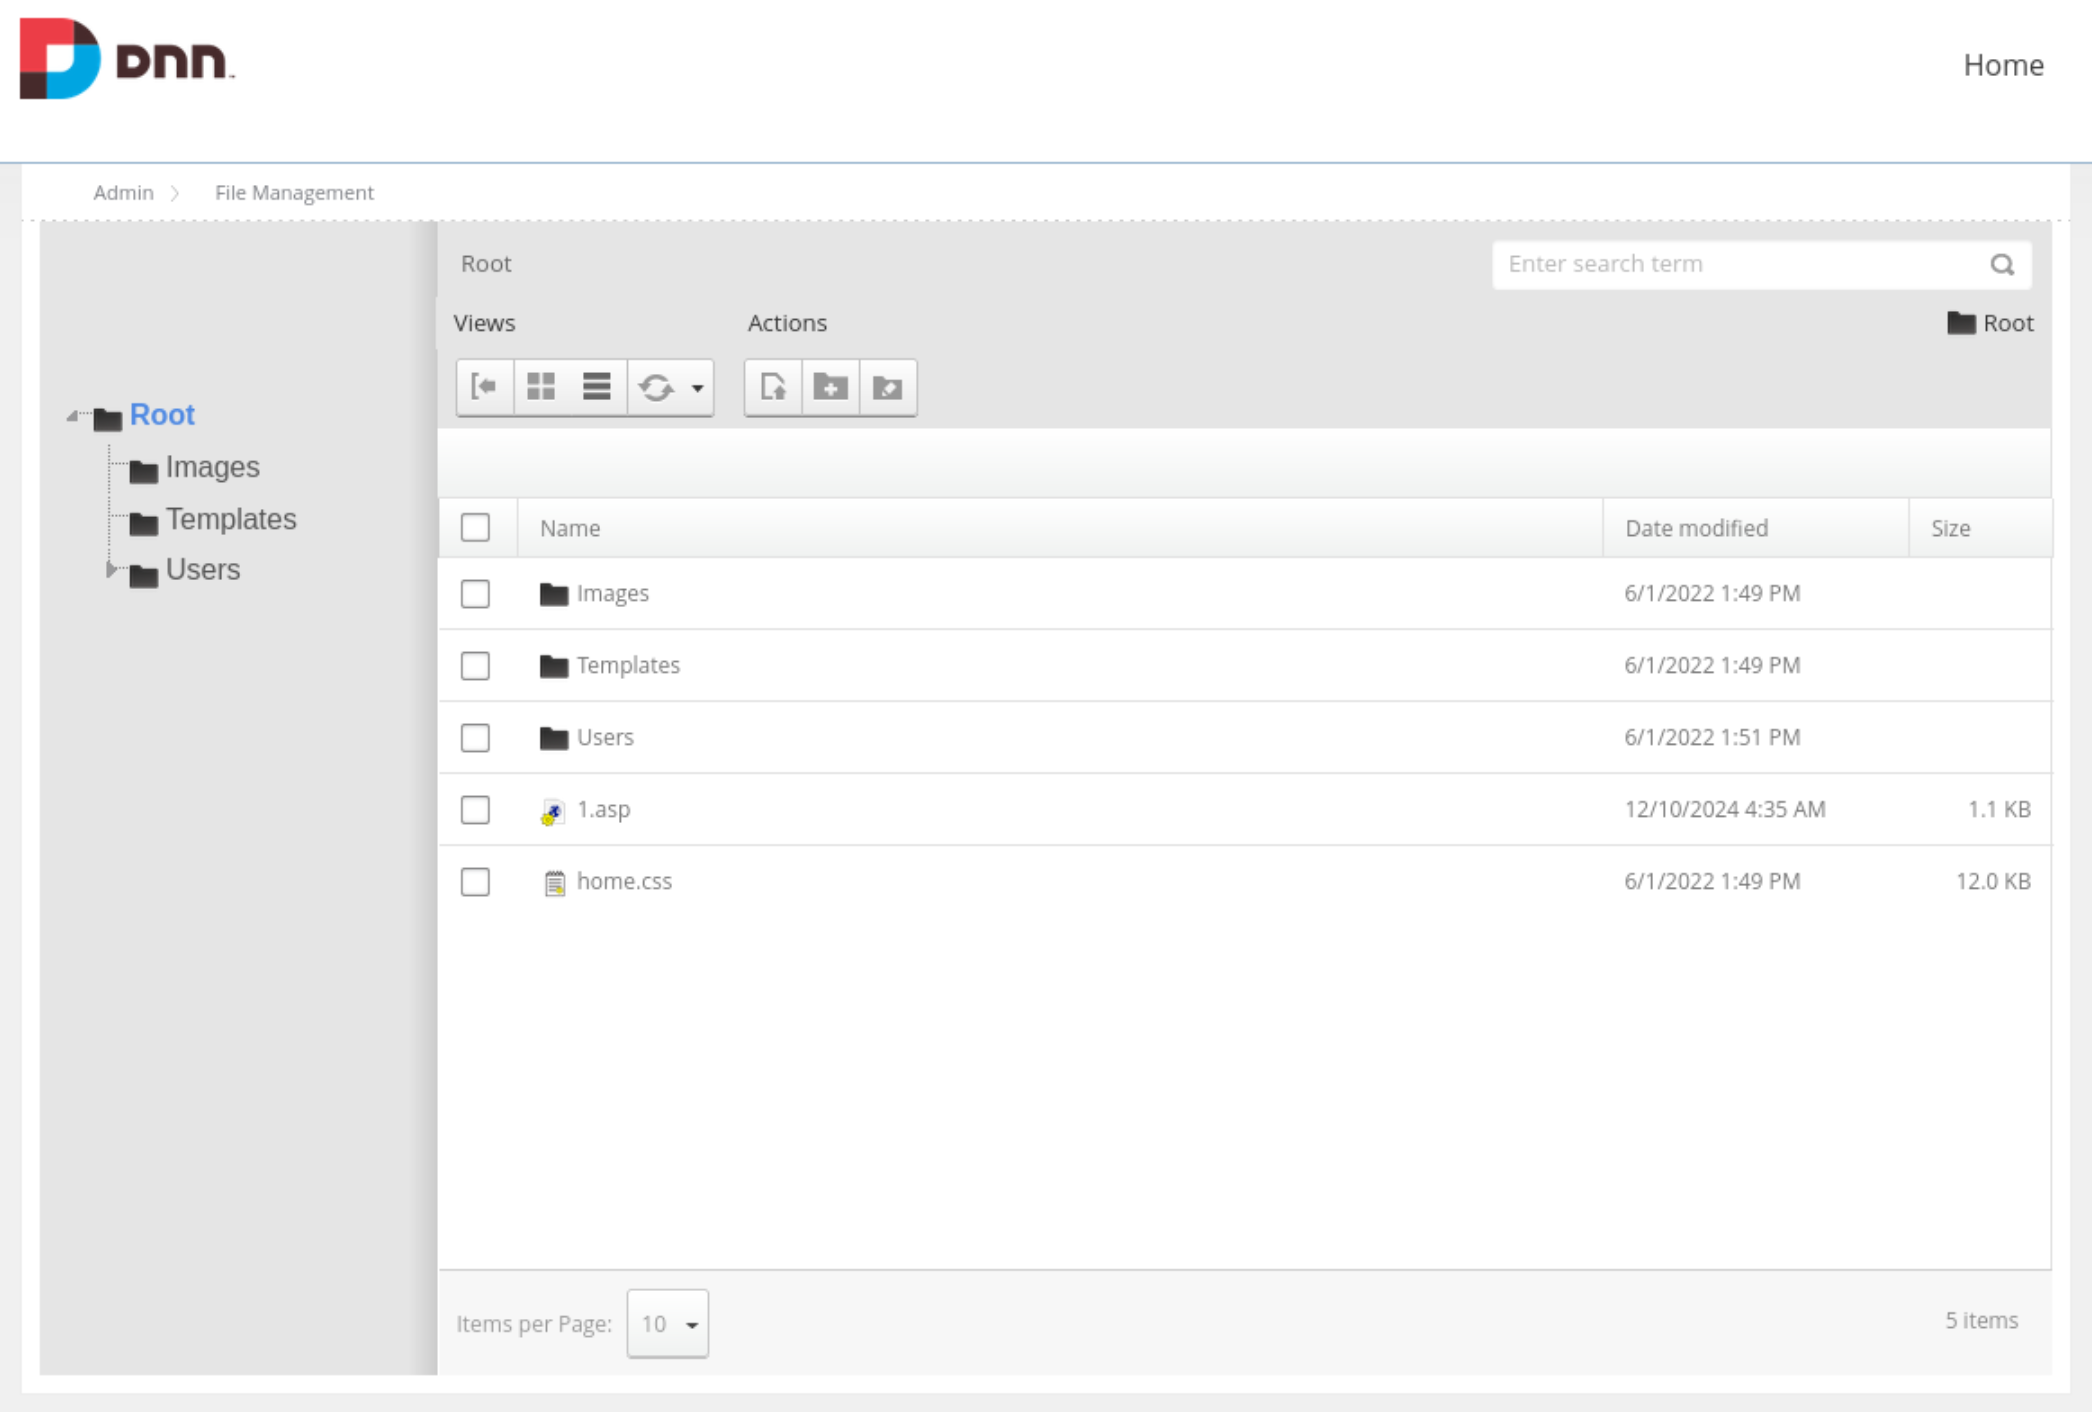 DNN
Home
Admin File Management
Root
Enter search term
Views Actions Root
Root
Images
Templates
Users
Name Date modified Size
Images 6/1/2022 1:49 PM
Templates 6/1/2022 1:49 PM
Users 6/1/2022 1:51 PM
1.asp 12/10/2024 4:35 AM 1.1 KB
home.css 6/1/2022 1:49 PM 12.0 KB
Items per Page: 10 5 items